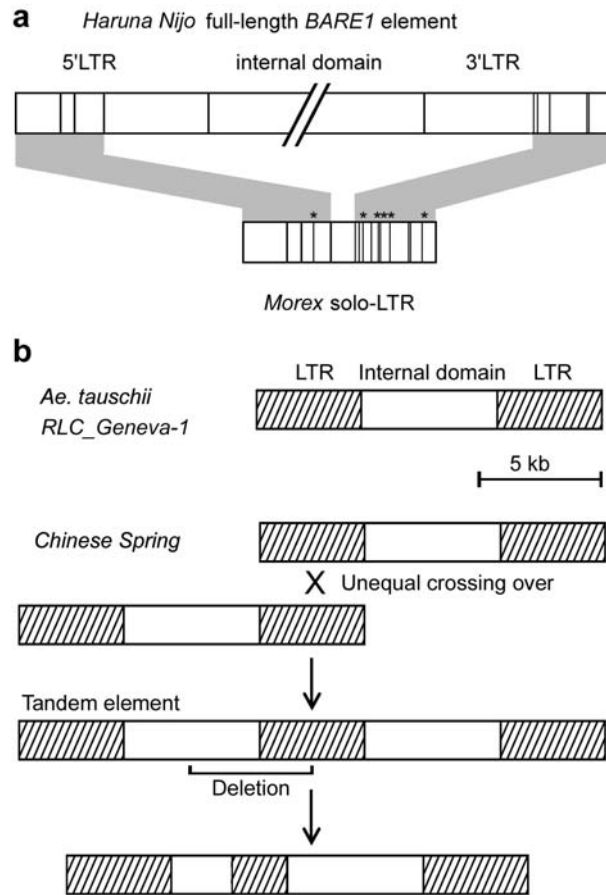 a
Haruna Nijo full-length BARE1 element
5'LTR internal domain 3'LTR
* * * * * *
Morex solo-LTR
b
LTR Internal domain LTR
Ae. tauschii
RLC_Geneva-1
5 kb
Chinese Spring
X Unequal crossing over
Tandem element
Deletion